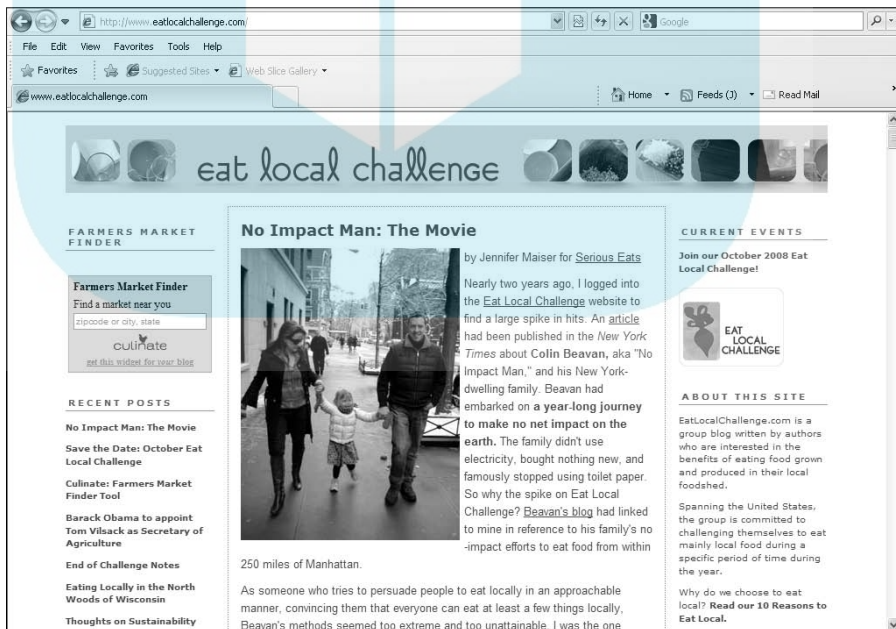 http://www.eatlocalchallenge.com/
Google
File Edit View Favorites Tools Help
Favorites Suggested Sites Web Slice Gallery
www.eatlocalchallenge.com
Home Feeds (J) Read Mail
eat local challenge
FARMERS MARKET
FINDER
Farmers Market Finder
Find a market near you
zipcode or city, state
culinate
get this widget for your blog
RECENT POSTS
No Impact Man: The Movie
Save the Date: October Eat
Local Challenge
Culinate: Farmers Market
Finder Tool
Barack Obama to appoint
Tom Vilsack as Secretary of
Agriculture
End of Challenge Notes
Eating Locally in the North
Woods of Wisconsin
Thoughts on Sustainability
No Impact Man: The Movie
by Jennifer Maiser for Serious Eats
Nearly two years ago, I logged into
the Eat Local Challenge website to
find a large spike in hits. An article
had been published in the New York
Times about Colin Beavan, aka "No
Impact Man," and his New York-
dwelling family. Beavan had
embarked on a year-long journey
to make no net impact on the
earth. The family didn't use
electricity, bought nothing new, and
famously stopped using toilet paper.
So why the spike on Eat Local
Challenge? Beavan's blog had linked
to mine in reference to his family's no
-impact efforts to eat food from within
250 miles of Manhattan.
As someone who tries to persuade people to eat locally in an approachable
manner, convincing them that everyone can eat at least a few things locally,
Beavan's methods seemed too extreme and too unattainable. I was the one
CURRENT EVENTS
Join our October 2008 Eat
Local Challenge!
EAT
LOCAL
CHALLENGE
ABOUT THIS SITE
EatLocalChallenge.com is a
group blog written by authors
who are interested in the
benefits of eating food grown
and produced in their local
foodshed.
Spanning the United States,
the group is committed to
challenging themselves to eat
mainly local food during a
specific period of time during
the year.
Why do we choose to eat
local? Read our 10 Reasons to
Eat Local.